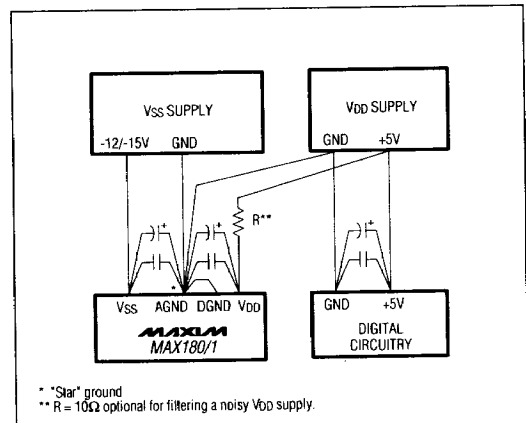 VSS SUPPLY
-12/-15V GND
VDD SUPPLY
GND +5V
R**
+
+
+
*
VSS AGND DGND VDD
MAXIM
MAX180/1
GND +5V
DIGITAL
CIRCUITRY
* "Star" ground
** R = 10Ω optional for filtering a noisy VDD supply.